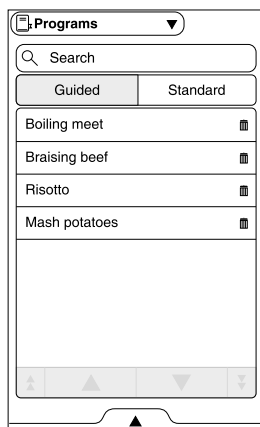 Programs
Search
Guided Standard
Boiling meet
Braising beef
Risotto
Mash potatoes